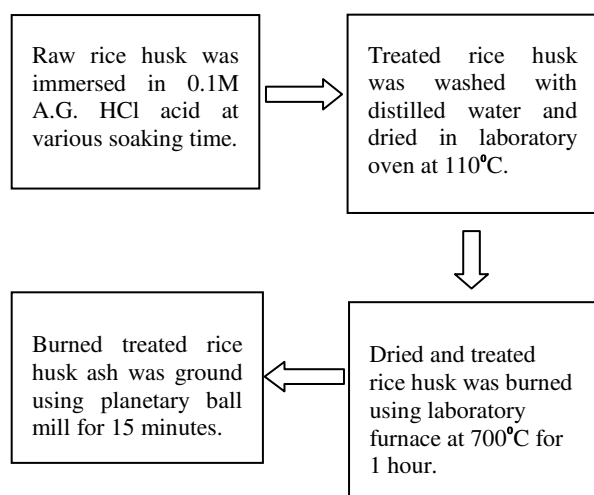 Raw rice husk was
immersed in 0.1M
A.G. HCl acid at
various soaking time.
Treated rice husk
was washed with
distilled water and
dried in laboratory
oven at 110⁰C.
Dried and treated
rice husk was burned
using laboratory
furnace at 700⁰C for
1 hour.
Burned treated rice
husk ash was ground
using planetary ball
mill for 15 minutes.